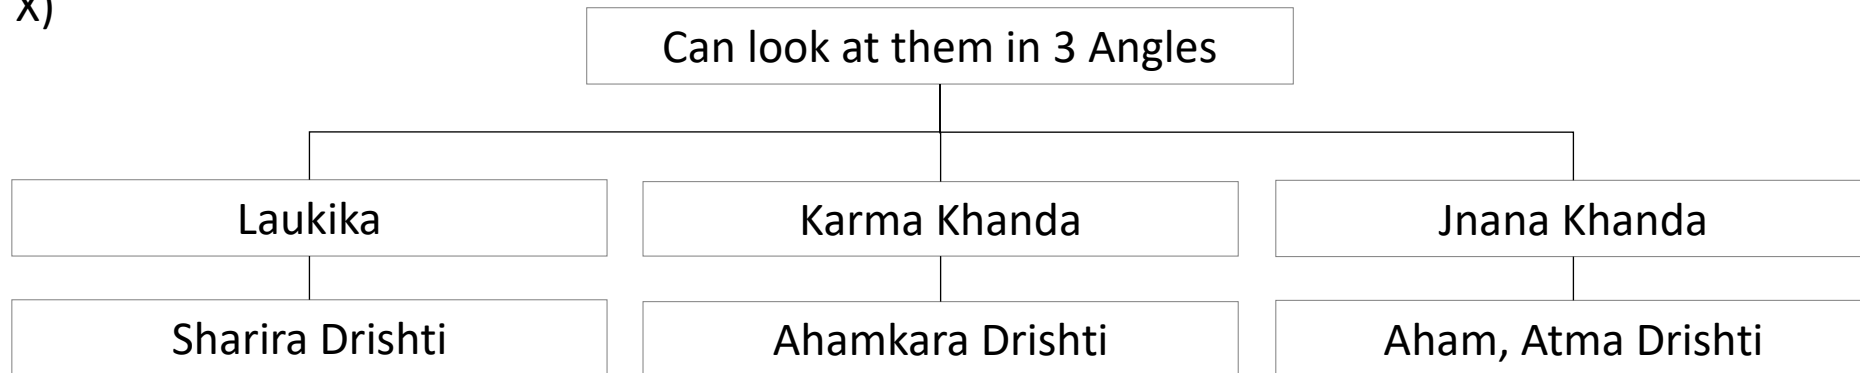 X)
Can look at them in 3 Angles
Laukika
Karma Khanda
Jnana Khanda
Sharira Drishti
Ahamkara Drishti
Aham, Atma Drishti